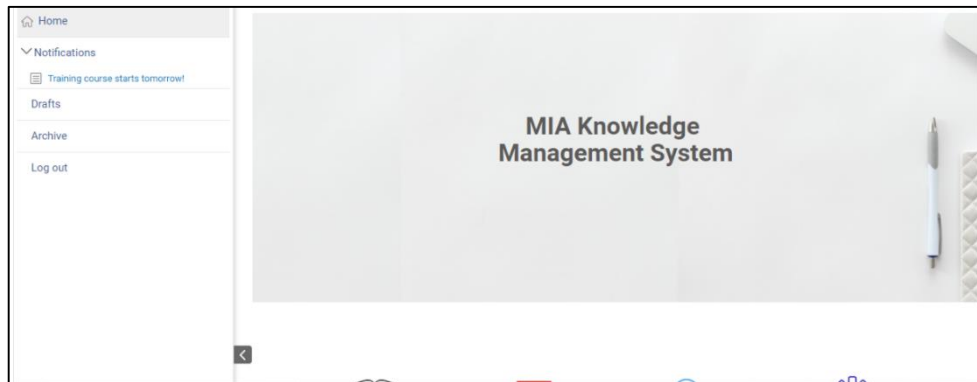 Home
Notifications
Training course starts tomorrow!
Drafts
Archive
Log out
MIA Knowledge
Management System